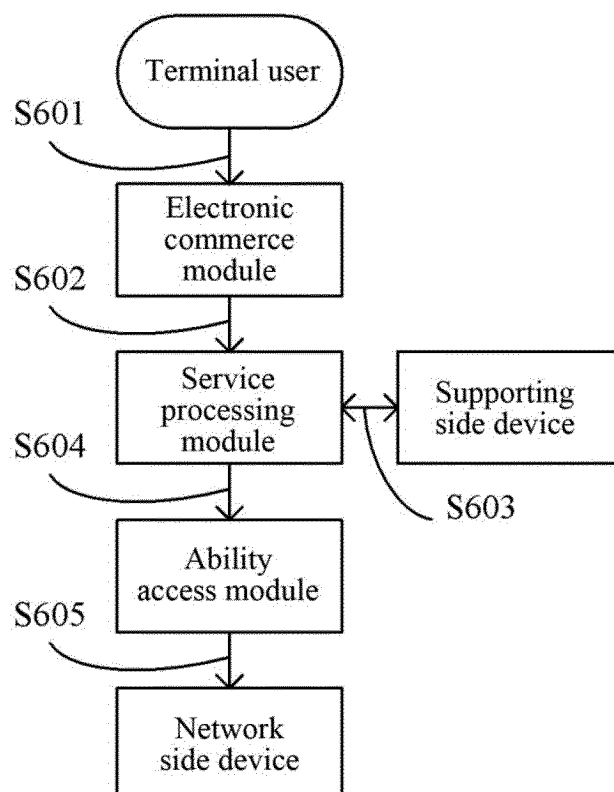 Terminal user
S601
Electronic
commerce
module
S602
Service
processing
module
Supporting
side device
S604
S603
Ability
access module
S605
Network
side device